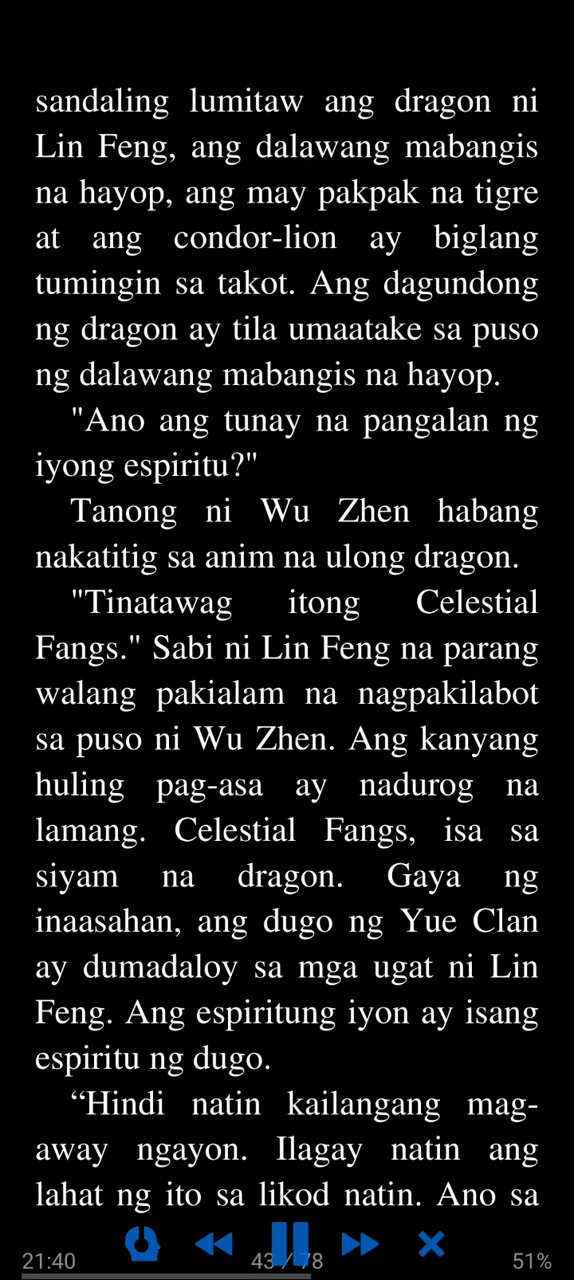 sandaling lumitaw ang dragon ni
Lin Feng, ang dalawang mabangis
na hayop, ang may pakpak na tigre
at ang condor-lion ay biglang
tumingin sa takot. Ang dagundong
ng dragon ay tila umaatake sa puso
ng dalawang mabangis na hayop.
"Ano ang tunay na pangalan ng
iyong espiritu?"
Tanong ni Wu Zhen habang
nakatitig sa anim na ulong dragon.
"Tinatawag itong Celestial
Fangs." Sabi ni Lin Feng na parang
walang pakialam na nagpakilabot
sa puso ni Wu Zhen. Ang kanyang
huling pag-asa ay nadurog na
lamang. Celestial Fangs, isa sa
siyam na dragon. Gaya ng
inaasahan, ang dugo ng Yue Clan
ay dumadaloy sa mga ugat ni Lin
Feng. Ang espiritung iyon ay isang
espiritu ng dugo.
“Hindi natin kailangang mag-
away ngayon. Ilagay natin ang
lahat ng ito sa likod natin. Ano sa
21:40 43 / 78 51%